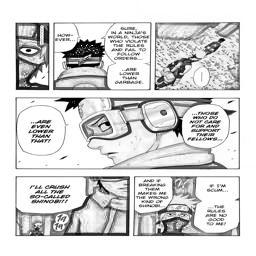 HOW-
EVER...
SURE,
IN A NINJA'S
WORLD, THOSE
WHO VIOLATE
THE RULES
AND FAIL TO
FOLLOW
ORDERS...
...ARE
LOWER THAN
GARBAGE.
...ARE
EVEN
LOWER
THAN
THAT!
...THOSE
WHO DO
NOT CARE
FOR AND
SUPPORT
THEIR
FELLOWS...
I'LL CRUSH
ALL THE
SO-CALLED
SHINOBI!!
AND IF
BREAKING
THEM
MAKES ME
THE WRONG
KIND OF
SHINOBI...
IF I'M
SCUM...
...THE
RULES
ARE NO
GOOD TO
ME!